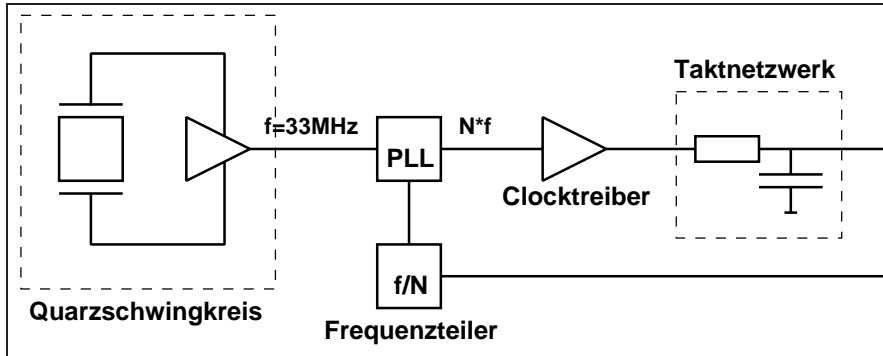 Taktnetzwerk
f=33MHz
N*f
PLL
Clocktreiber
f/N
Quarzschwingkreis
Frequenzteiler